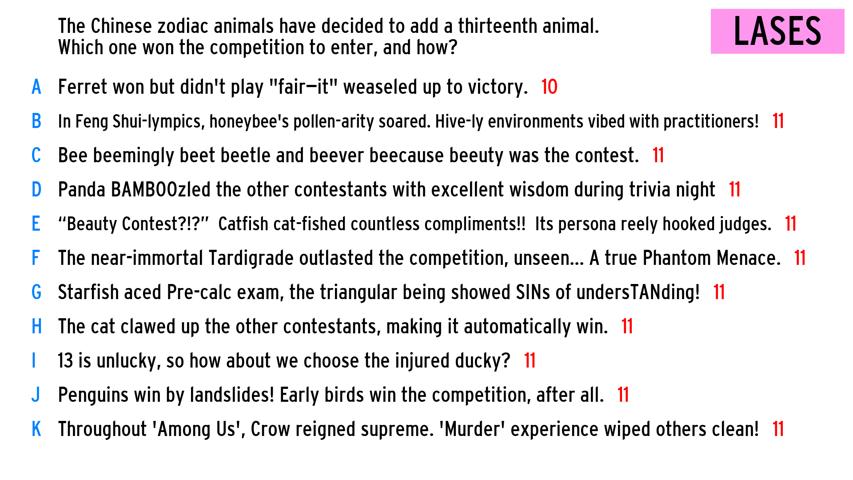 The Chinese zodiac animals have decided to add a thirteenth animal.
Which one won the competition to enter, and how?
LASES
A Ferret won but didn't play "fair—it" weaseled up to victory. 10
B In Feng Shui-lympics, honeybee's pollen-arity soared. Hive-ly environments vibed with practitioners! 11
C Bee beemingly beet beetle and beever beecause beeuty was the contest. 11
D Panda BAMBOOzled the other contestants with excellent wisdom during trivia night 11
E “Beauty Contest?!?” Catfish cat-fished countless compliments!! Its persona reely hooked judges. 11
F The near-immortal Tardigrade outlasted the competition, unseen... A true Phantom Menace. 11
G Starfish aced Pre-calc exam, the triangular being showed SINs of undersTANding! 11
H The cat clawed up the other contestants, making it automatically win. 11
I 13 is unlucky, so how about we choose the injured ducky? 11
J Penguins win by landslides! Early birds win the competition, after all. 11
K Throughout 'Among Us', Crow reigned supreme. 'Murder' experience wiped others clean! 11